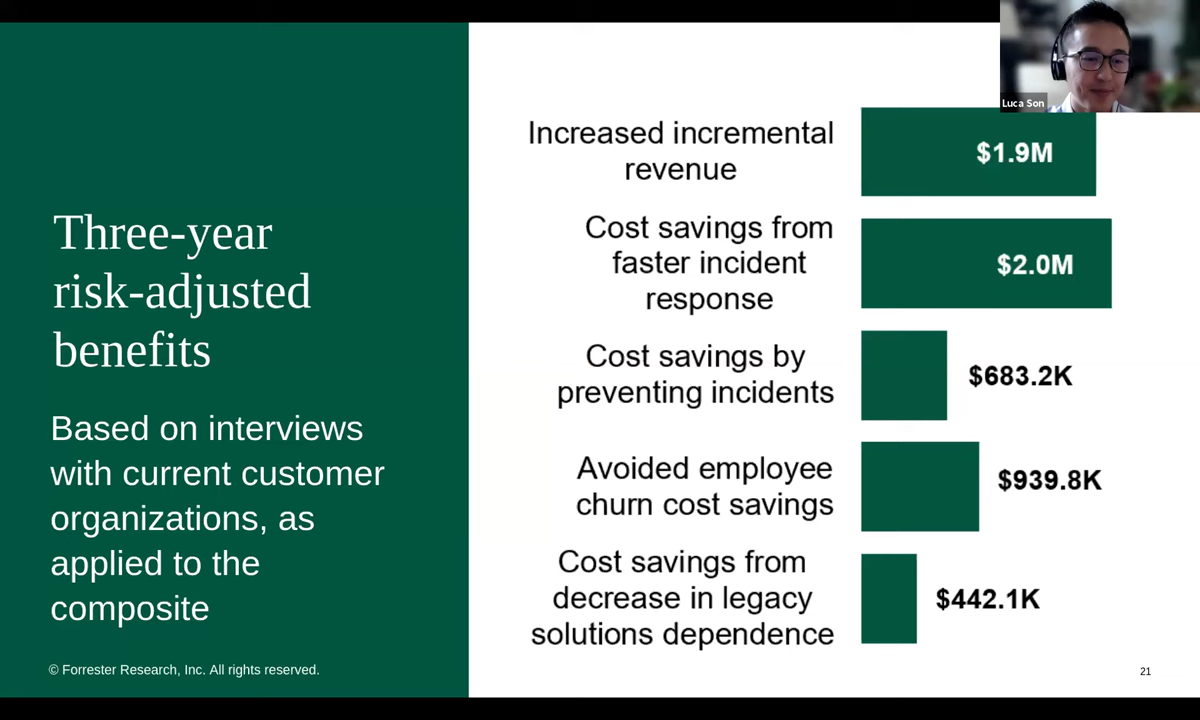 Luca Son
Three-year
risk-adjusted
benefits
Based on interviews
with current customer
organizations, as
applied to the
composite
© Forrester Research, Inc. All rights reserved.
Increased incremental
revenue
$1.9M
Cost savings from
faster incident
response
$2.0M
Cost savings by
preventing incidents
$683.2K
Avoided employee
churn cost savings
$939.8K
Cost savings from
decrease in legacy
solutions dependence
$442.1K
21